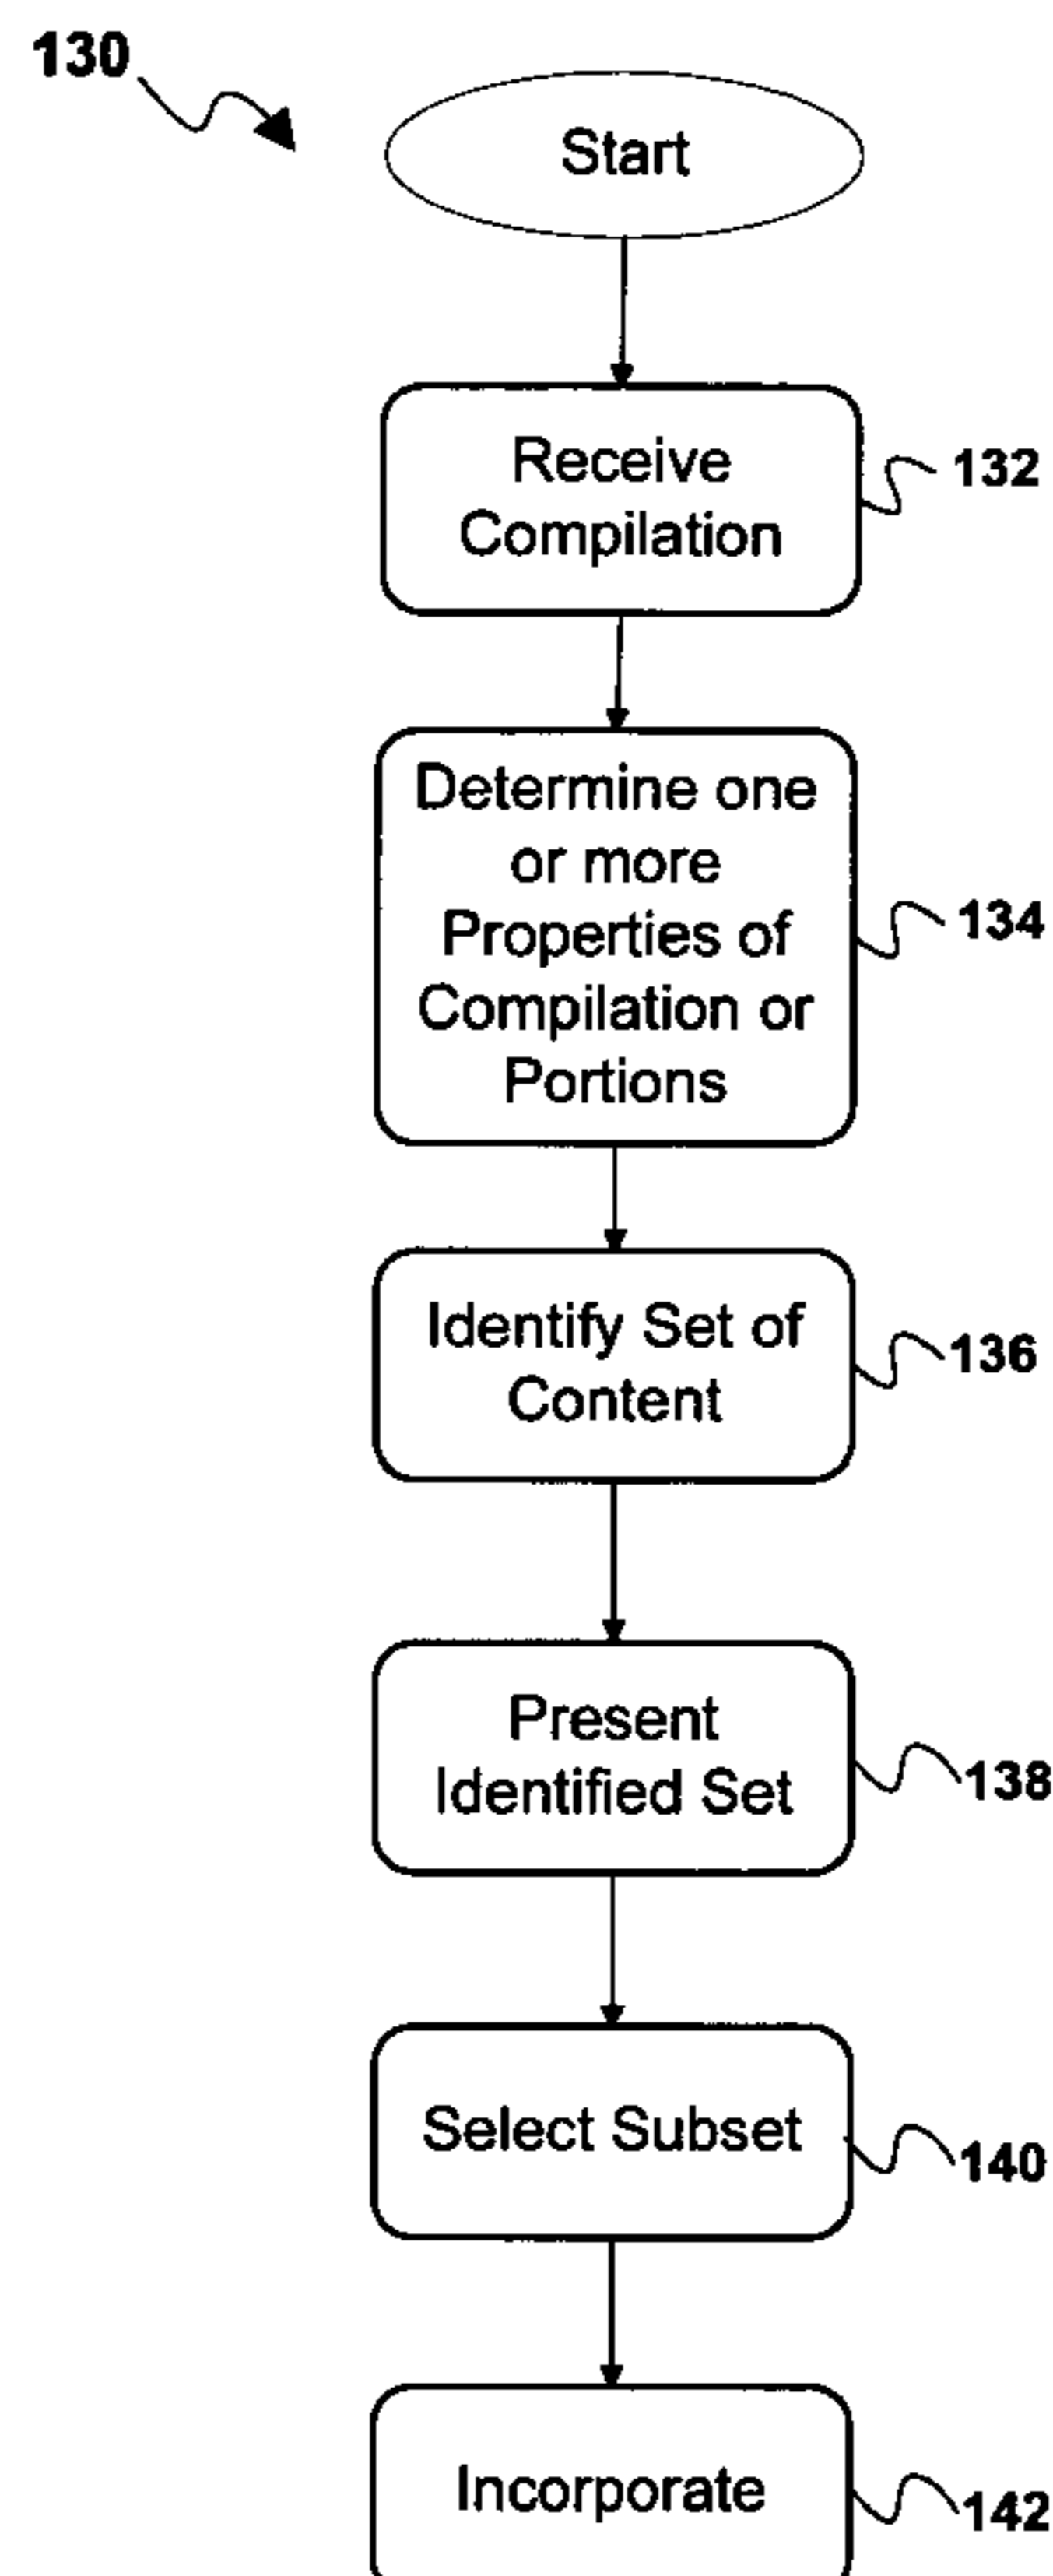 130
Start
Receive
Compilation
132
Determine one
or more
Properties of
Compilation or
Portions
134
Identify Set of
Content
136
Present
Identified Set
138
Select Subset
140
Incorporate
142